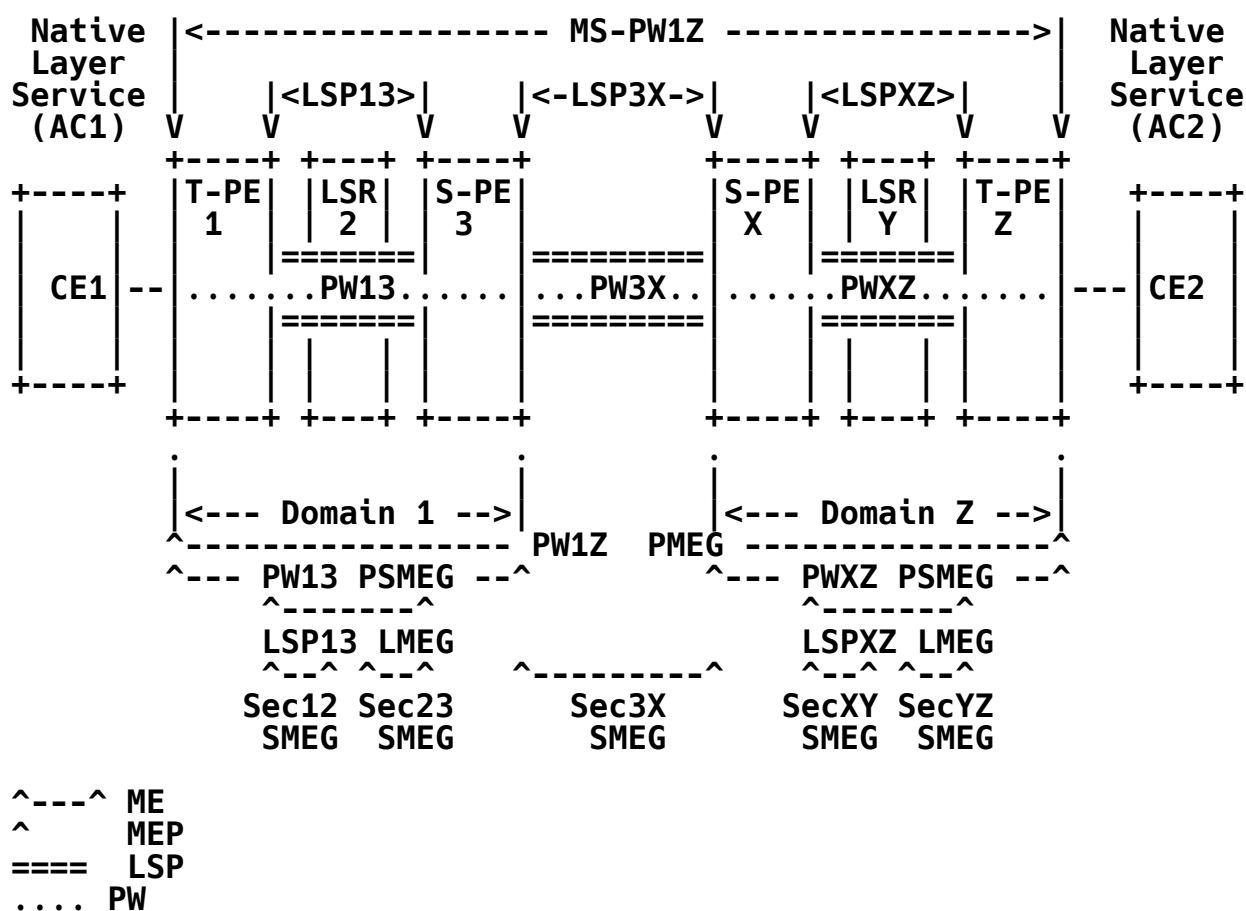 Native |<------------------ MS-PW1Z ---------------->| Native
Layer | | Layer
Service | |<LSP13>| |<-LSP3X->| |<LSPXZ>| | Service
(AC1) V V V V V V V V (AC2)
+----+ +---+ +----+ +----+ +---+ +----+
+----+ |T-PE| |LSR| |S-PE| |S-PE| |LSR| |T-PE| +----+
| | | 1 | | 2 | | 3 | | X | | Y | | Z | | |
| | | |=======| | |=========| | |=======| | | | |
| CE1|--|.......PW13......|...PW3X..|......PWXZ.......|---|CE2 |
| | | |=======| | |=========| | |=======| | | | |
| | | | | | | | | | | | | | | | |
+----+ | | | | | | | | | | | | +----+
+----+ +---+ +----+ +----+ +---+ +----+
. . . .
| | | |
|<--- Domain 1 -->| |<--- Domain Z -->|
^----------------- PW1Z PMEG ----------------^
^--- PW13 PSMEG --^ ^--- PWXZ PSMEG --^
^-------^ ^-------^
LSP13 LMEG LSPXZ LMEG
^--^ ^--^ ^---------^ ^--^ ^--^
Sec12 Sec23 Sec3X SecXY SecYZ
SMEG SMEG SMEG SMEG SMEG
^---^ ME
^ MEP
==== LSP
.... PW